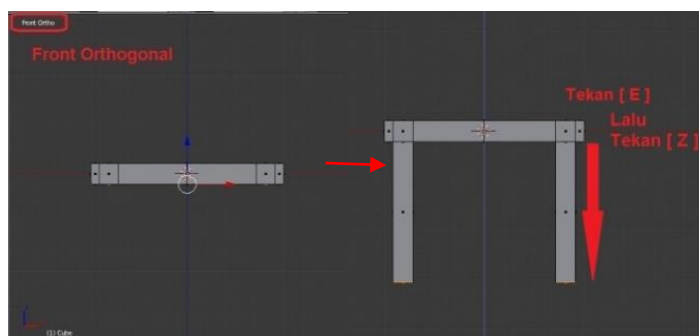 Front Ortho
Front Orthogonal
Tekan [ E ]
Lalu
Tekan [ Z ]
(1) Cube